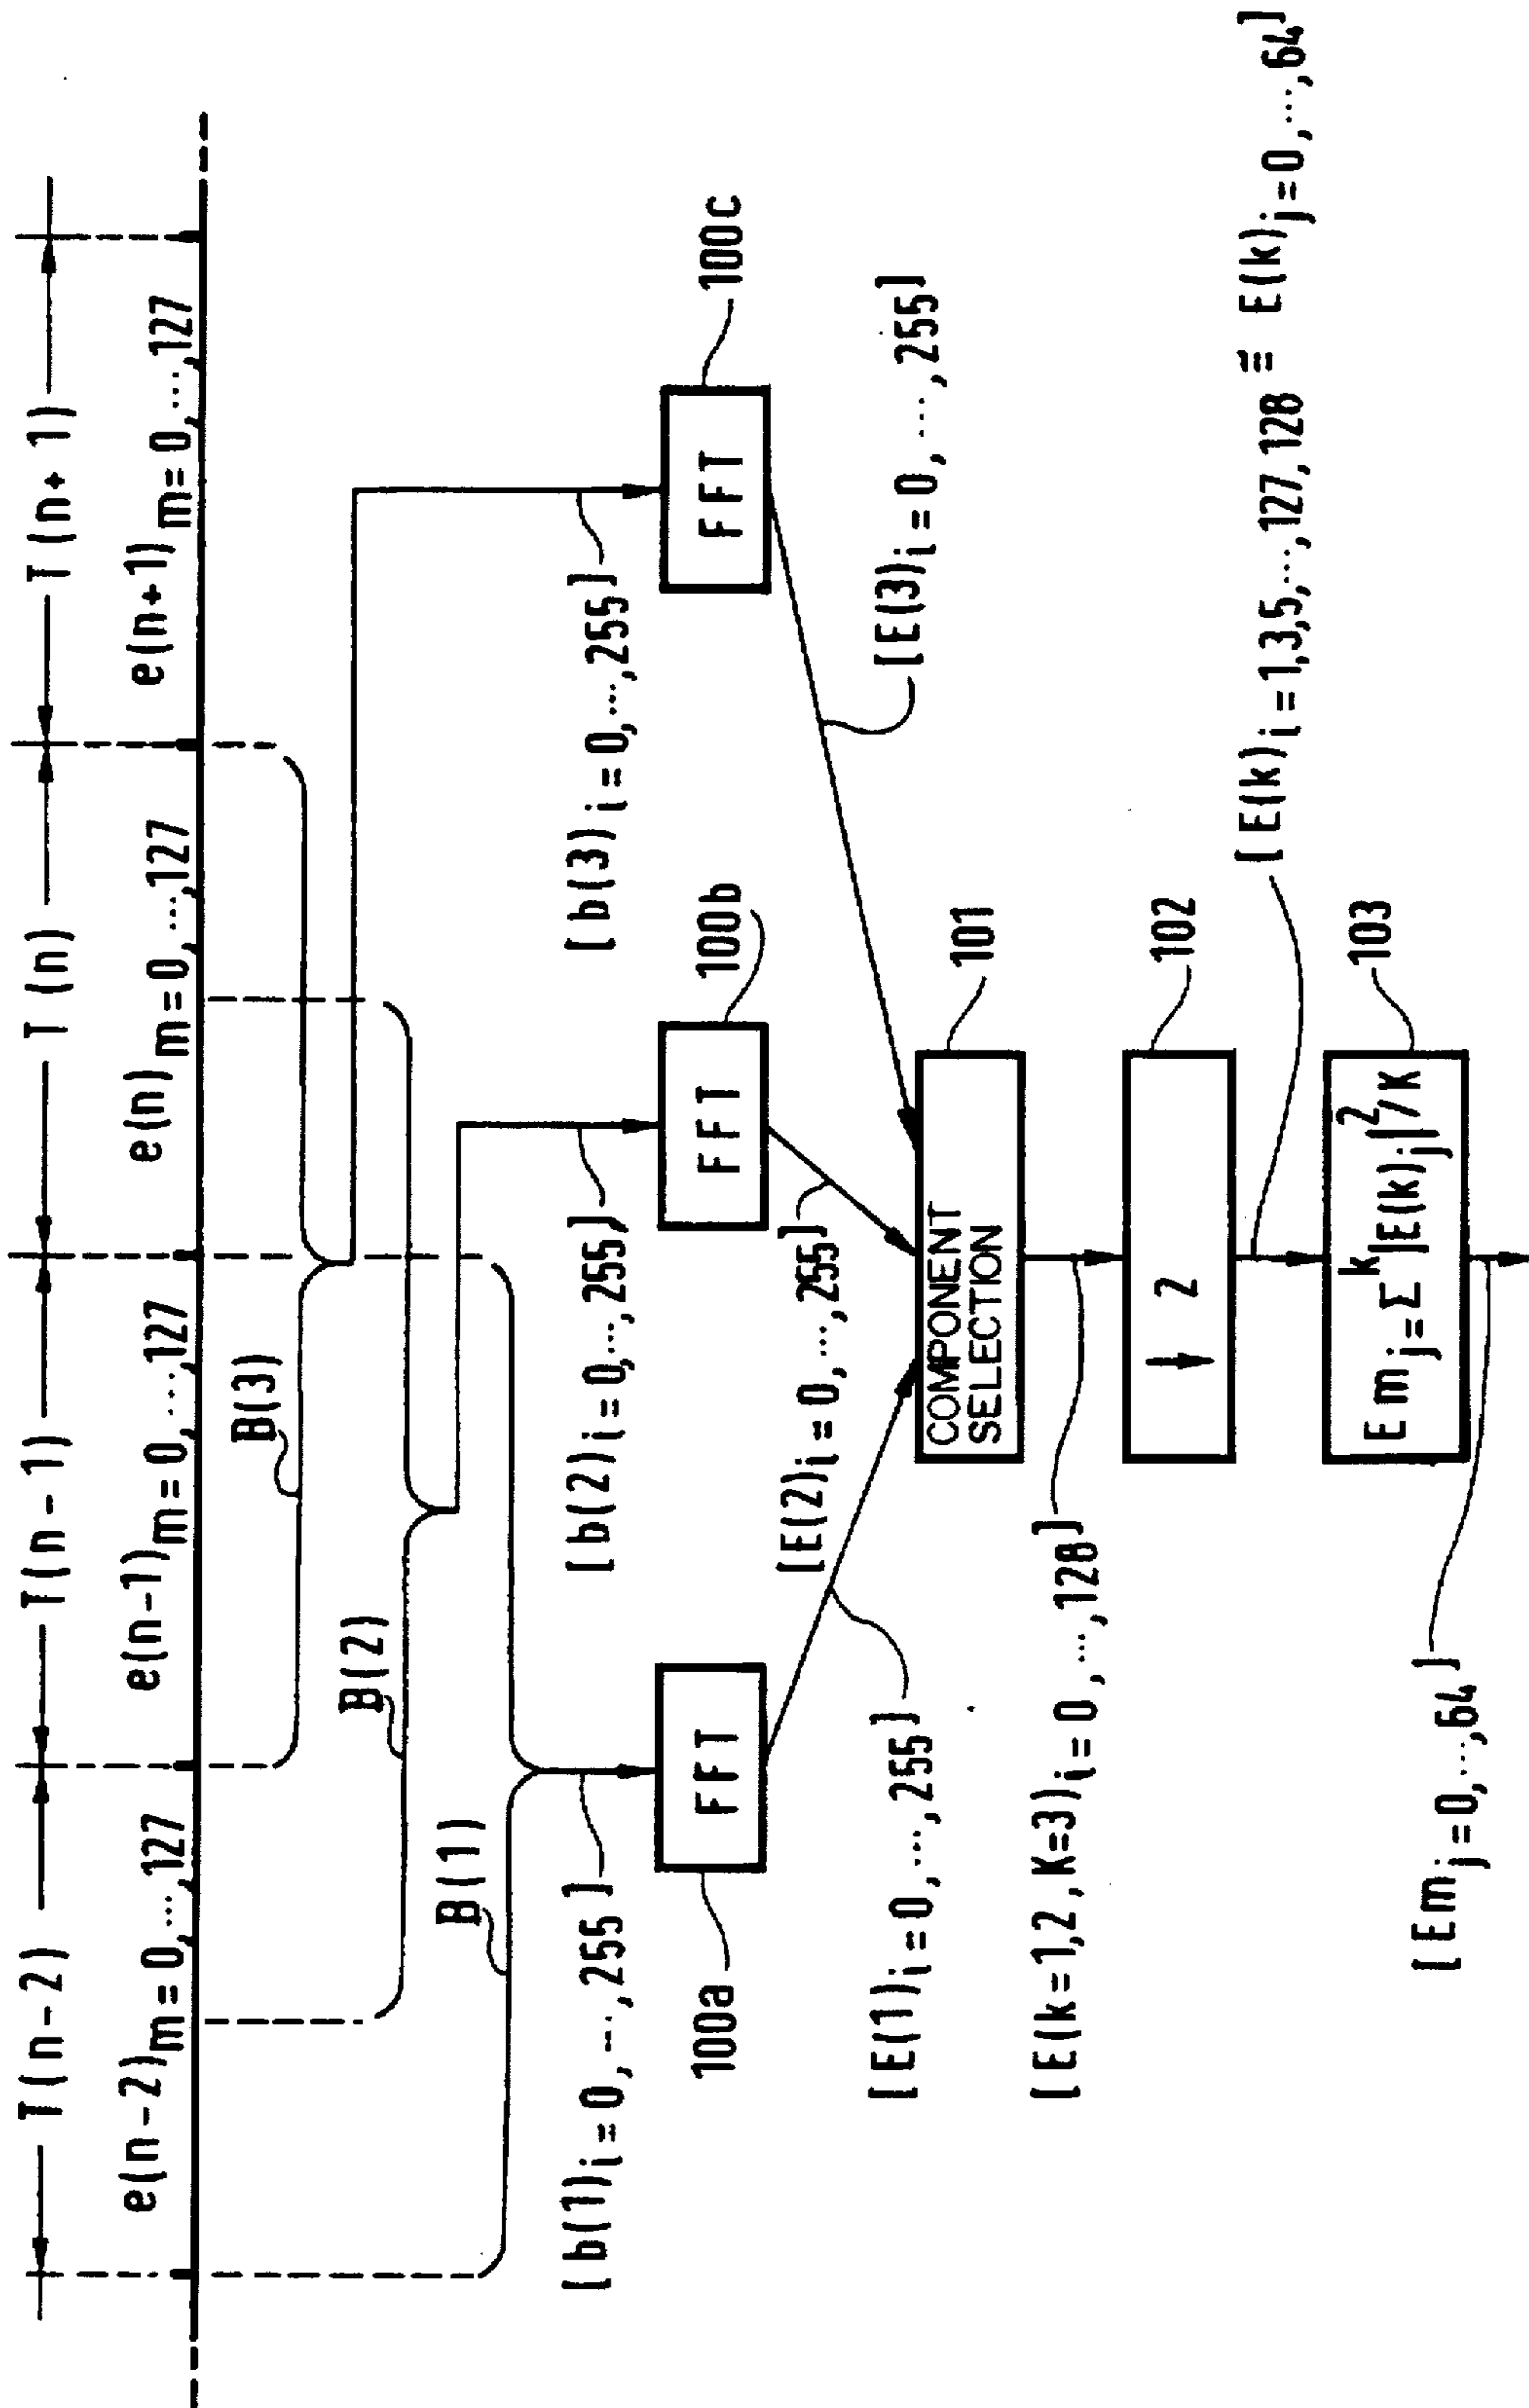 T(n-2)
T(n-1)
T(n)
T(n+1)
e(n-2)m=0,...,127
e(n-1)m=0,...,127
e(n)m=0,...,127
e(n+1)m=0,...,127
B(3)
B(2)
B(1)
[b(1)i=0,...,255]
[b(2)i=0,...,255]
[b(3)i=0,...,255]
100a
FFT
100b
FFT
100c
FFT
[E(1)i=0,...,255]
[E(2)i=0,...,255]
[E(3)i=0,...,255]
COMPONENT
SELECTION
101
[E(k=1,2,K=3)i=0,...,128]
↓ 2
102
[E(k)i=1,3,5,...,127,128 ≙ E(k)j=0,...,64]
Emj=Σ^k|E(k)j|²/K
103
[Emj=0,...,64]